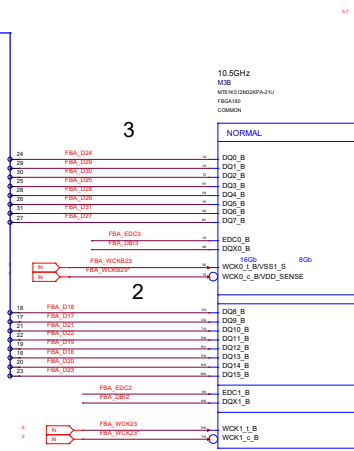 10.5GHz
M3B
MT61K512M32KPA-21U
FBGA180
COMMON
3
NORMAL
24 FBA_D24 DQ0_B
29 FBA_D29 DQ1_B
30 FBA_D30 DQ2_B
25 FBA_D25 DQ3_B
28 FBA_D28 DQ4_B
26 FBA_D26 DQ5_B
31 FBA_D31 DQ6_B
27 FBA_D27 DQ7_B
FBA_EDC3 EDC0_B
FBA_DBI3 DQX0_B
16Gb 8Gb
IN FBA_WCKB23 WCK0_t_B/VSS1_S
IN FBA_WCKB23* WCK0_c_B/VDD_SENSE
2
18 FBA_D18 DQ8_B
17 FBA_D17 DQ9_B
21 FBA_D21 DQ10_B
22 FBA_D22 DQ11_B
19 FBA_D19 DQ12_B
16 FBA_D16 DQ13_B
20 FBA_D20 DQ14_B
23 FBA_D23 DQ15_B
FBA_EDC2 EDC1_B
FBA_DBI2 DQX1_B
IN FBA_WCK23 WCK1_t_B
IN FBA_WCK23* WCK1_c_B